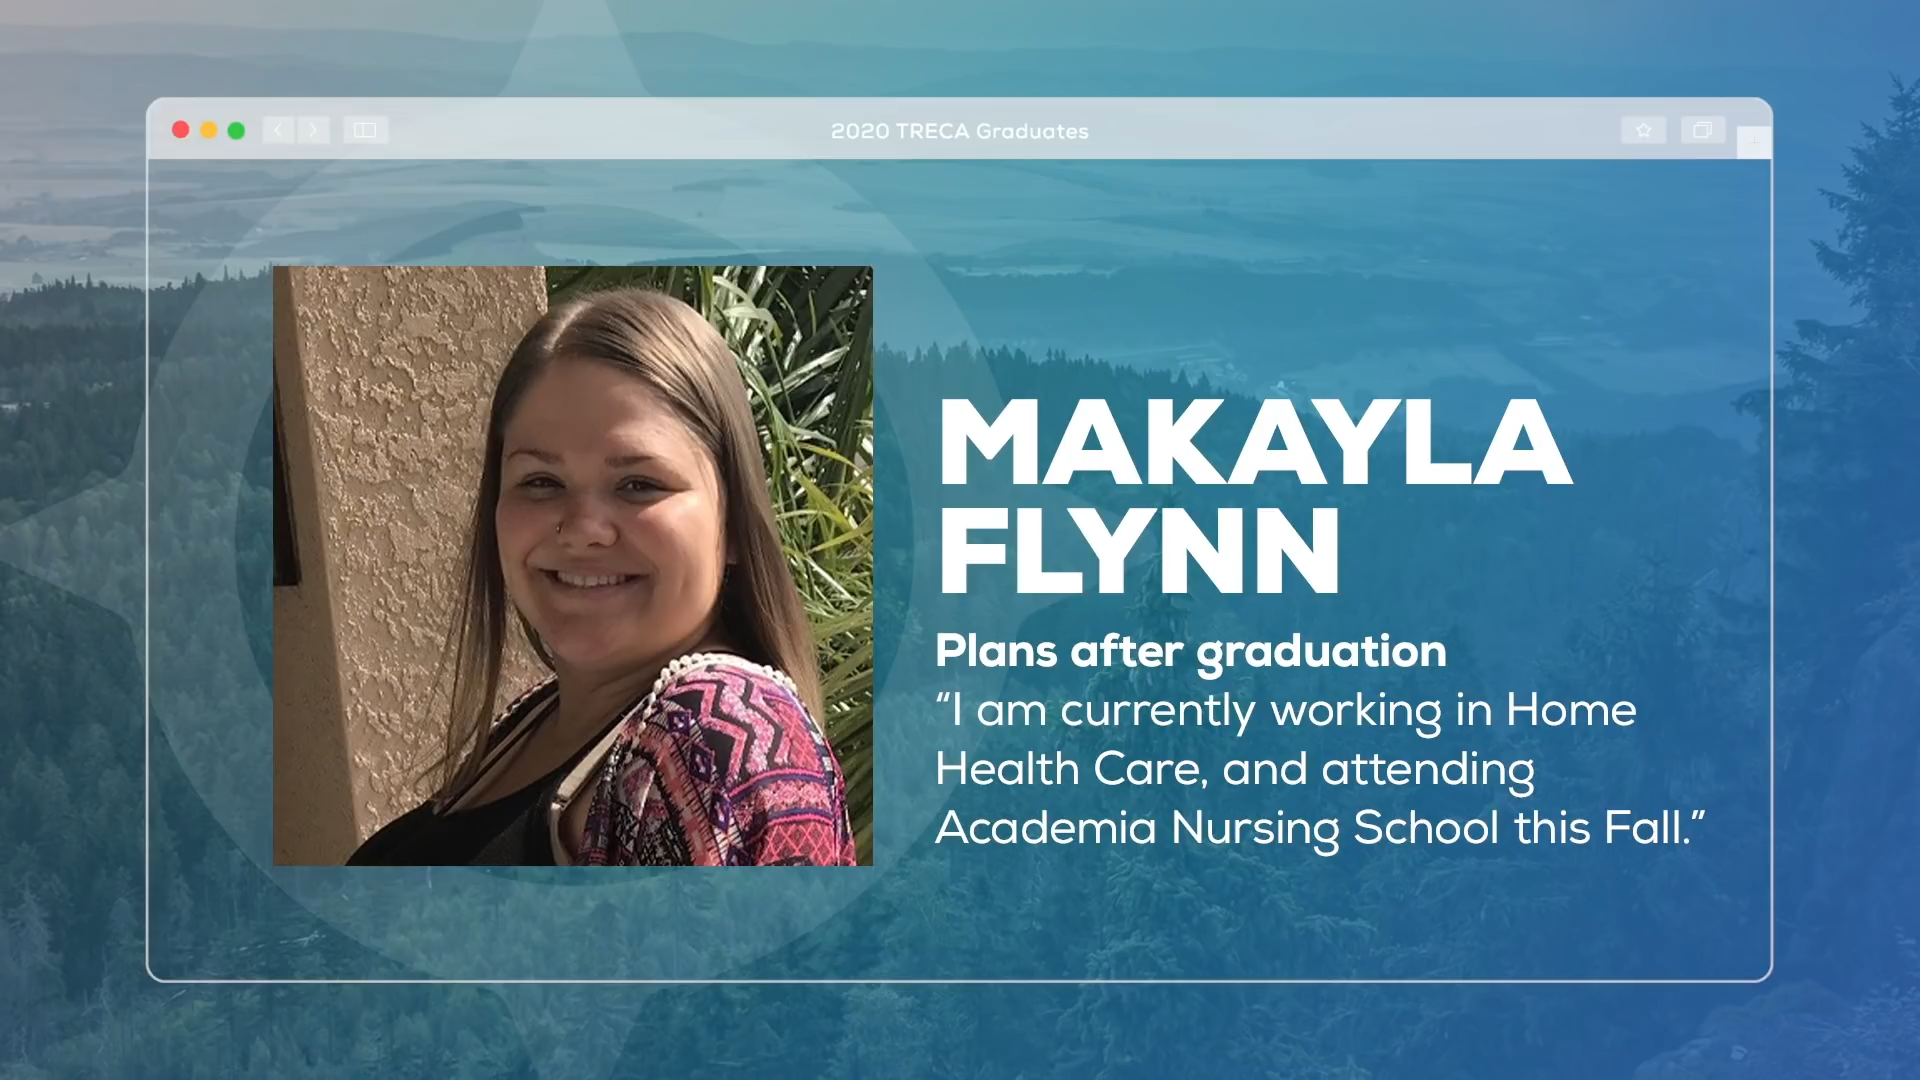 2020 TRECA Graduates
MAKAYLA
FLYNN
Plans after graduation
“I am currently working in Home
Health Care, and attending
Academia Nursing School this Fall.”